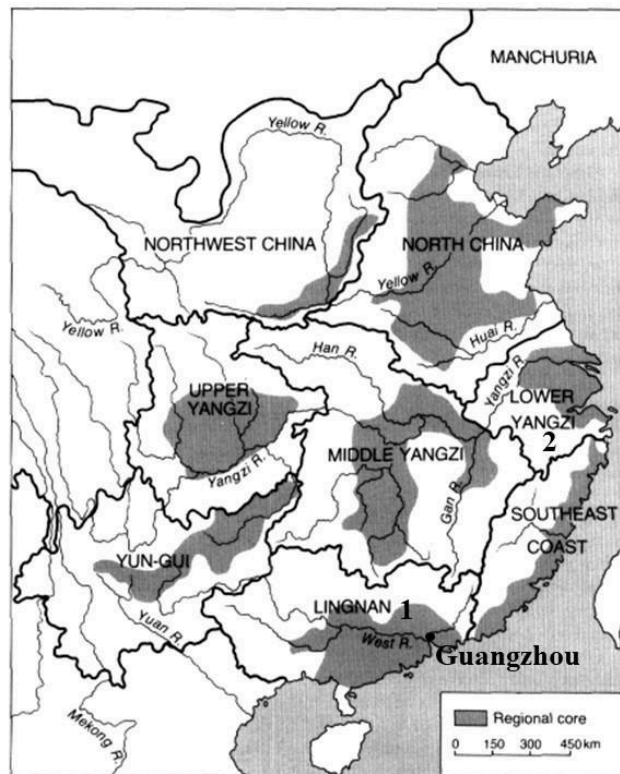 MANCHURIA
Yellow R.
NORTHWEST CHINA
NORTH CHINA
Yellow R.
Yellow R.
Huai R.
Han R.
Yangzi R.
UPPER
YANGZI
LOWER
YANGZI
2
MIDDLE YANGZI
Yangzi R.
Gan R.
SOUTHEAST
COAST
YUN-GUI
LINGNAN 1
Yuan R.
West R.
Guangzhou
Mekong R.
Regional core
0 150 300 450 km